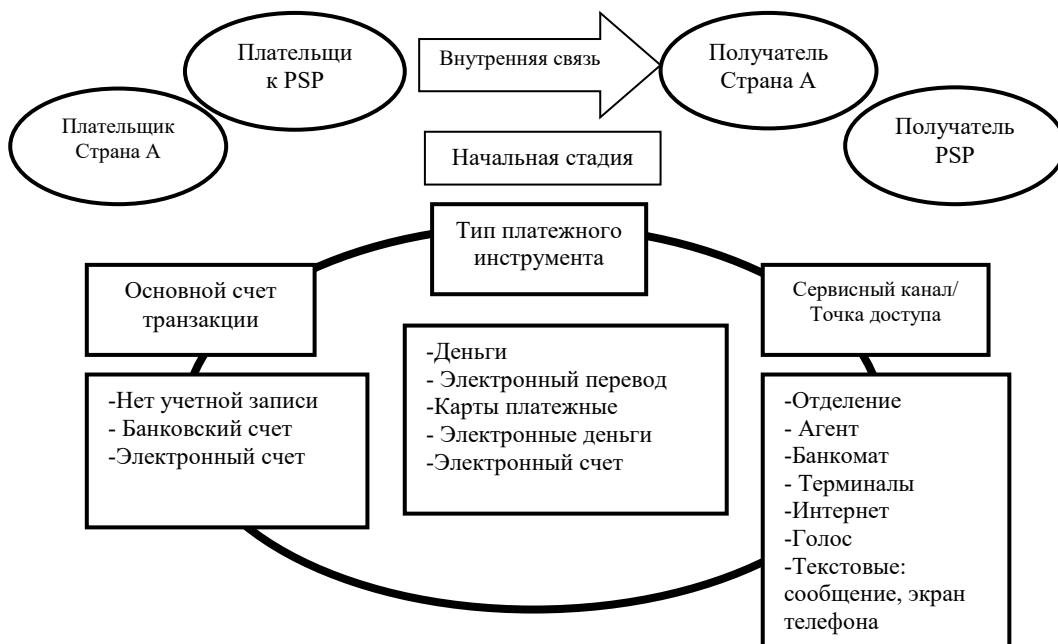 Плательщи
к PSP
Внутренняя связь
Получатель
Страна А
Плательщик
Страна А
Получатель
PSP
Начальная стадия
Тип платежного
инструмента
Основной счет
транзакции
Сервисный канал/
Точка доступа
-Нет учетной записи
- Банковский счет
-Электронный счет
-Деньги
- Электронный перевод
-Карты платежные
- Электронные деньги
-Электронный счет
-Отделение
- Агент
-Банкомат
- Терминалы
-Интернет
-Голос
-Текстовые:
сообщение, экран
телефона